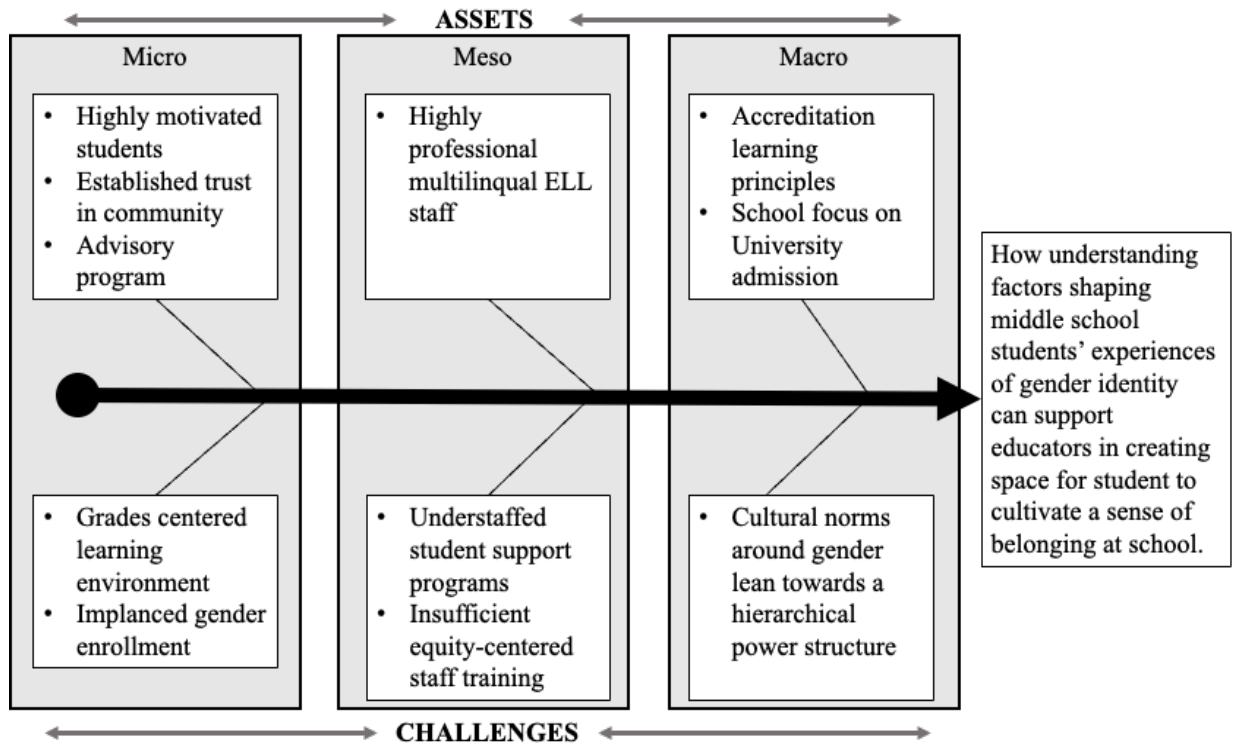 ASSETS
Micro
• Highly motivated
students
• Established trust
in community
• Advisory
program
Meso
• Highly
professional
multilinqual ELL
staff
Macro
• Accreditation
learning
principles
• School focus on
University
admission
• Grades centered
learning
environment
• Implanced gender
enrollment
• Understaffed
student support
programs
• Insufficient
equity-centered
staff training
• Cultural norms
around gender
lean towards a
hierarchical
power structure
How understanding
factors shaping
middle school
students’ experiences
of gender identity
can support
educators in creating
space for student to
cultivate a sense of
belonging at school.
CHALLENGES